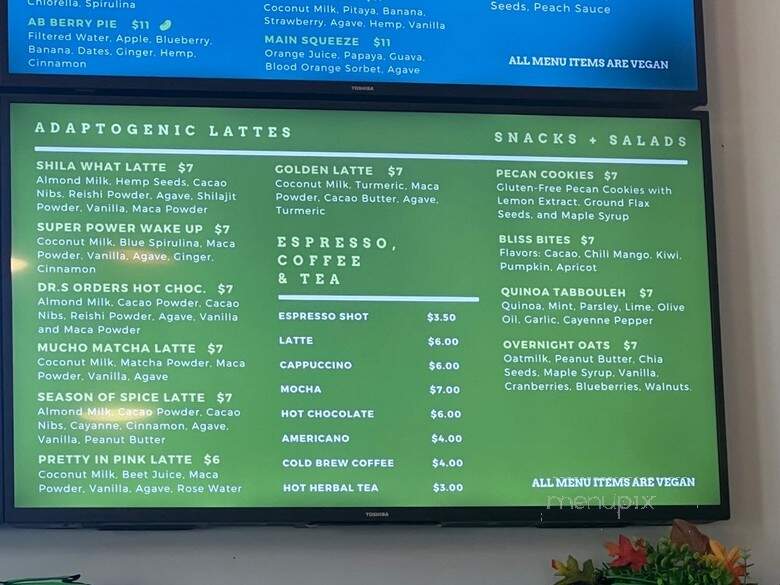 Chlorella, Spirulina
AB BERRY PIE $11
Filtered Water, Apple, Blueberry,
Banana, Dates, Ginger, Hemp,
Cinnamon
Coconut Milk, Pitaya, Banana,
Strawberry, Agave, Hemp, Vanilla
MAIN SQUEEZE $11
Orange Juice, Papaya, Guava,
Blood Orange Sorbet, Agave
Seeds, Peach Sauce
ALL MENU ITEMS ARE VEGAN
TOSHIBA
ADAPTOGENIC LATTES
SHILA WHAT LATTE $7
Almond Milk, Hemp Seeds, Cacao
Nibs, Reishi Powder, Agave, Shilajit
Powder, Vanilla, Maca Powder
SUPER POWER WAKE UP $7
Coconut Milk, Blue Spirulina, Maca
Powder, Vanilla, Agave, Ginger,
Cinnamon
DR.S ORDERS HOT CHOC. $7
Almond Milk, Cacao Powder, Cacao
Nibs, Reishi Powder, Agave, Vanilla
and Maca Powder
MUCHO MATCHA LATTE $7
Coconut Milk, Matcha Powder, Maca
Powder, Vanilla, Agave
SEASON OF SPICE LATTE $7
Almond Milk, Cacao Powder, Cacao
Nibs, Cayanne, Cinnamon, Agave,
Vanilla, Peanut Butter
PRETTY IN PINK LATTE $6
Coconut Milk, Beet Juice, Maca
Powder, Vanilla, Agave, Rose Water
GOLDEN LATTE $7
Coconut Milk, Turmeric, Maca
Powder, Cacao Butter, Agave,
Turmeric
ESPRESSO,
COFFEE
& TEA
ESPRESSO SHOT $3.50
LATTE $6.00
CAPPUCCINO $6.00
MOCHA $7.00
HOT CHOCOLATE $6.00
AMERICANO $4.00
COLD BREW COFFEE $4.00
HOT HERBAL TEA $3.00
SNACKS + SALADS
PECAN COOKIES $7
Gluten-Free Pecan Cookies with
Lemon Extract, Ground Flax
Seeds, and Maple Syrup
BLISS BITES $7
Flavors: Cacao, Chili Mango, Kiwi,
Pumpkin, Apricot
QUINOA TABBOULEH $7
Quinoa, Mint, Parsley, Lime, Olive
Oil, Garlic, Cayenne Pepper
OVERNIGHT OATS $7
Oatmilk, Peanut Butter, Chia
Seeds, Maple Syrup, Vanilla,
Cranberries, Blueberries, Walnuts.
ALL MENU ITEMS ARE VEGAN
menupix
TOSHIBA